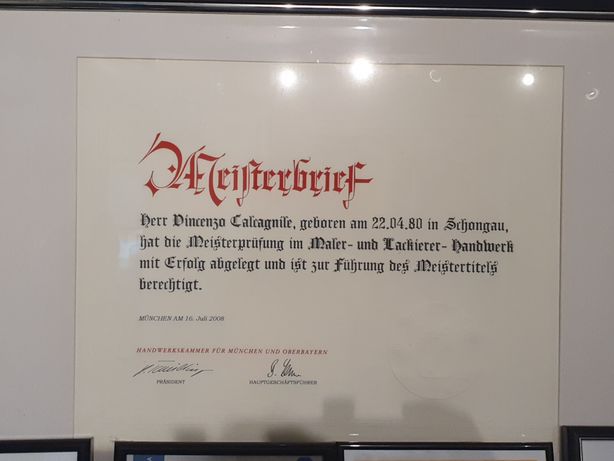 Meisterbrief
Herr Vincenzo Calcagnile, geboren am 22.04.80 in Schongau,
hat die Meisterprüfung im Maler- und Lackierer- Handwerk
mit Erfolg abgelegt und ist zur Führung des Meistertitels
berechtigt.
MÜNCHEN AM 16. Juli 2008
HANDWERKSKAMMER FÜR MÜNCHEN UND OBERBAYERN
PRÄSIDENT HAUPTGESCHÄFTSFÜHRER